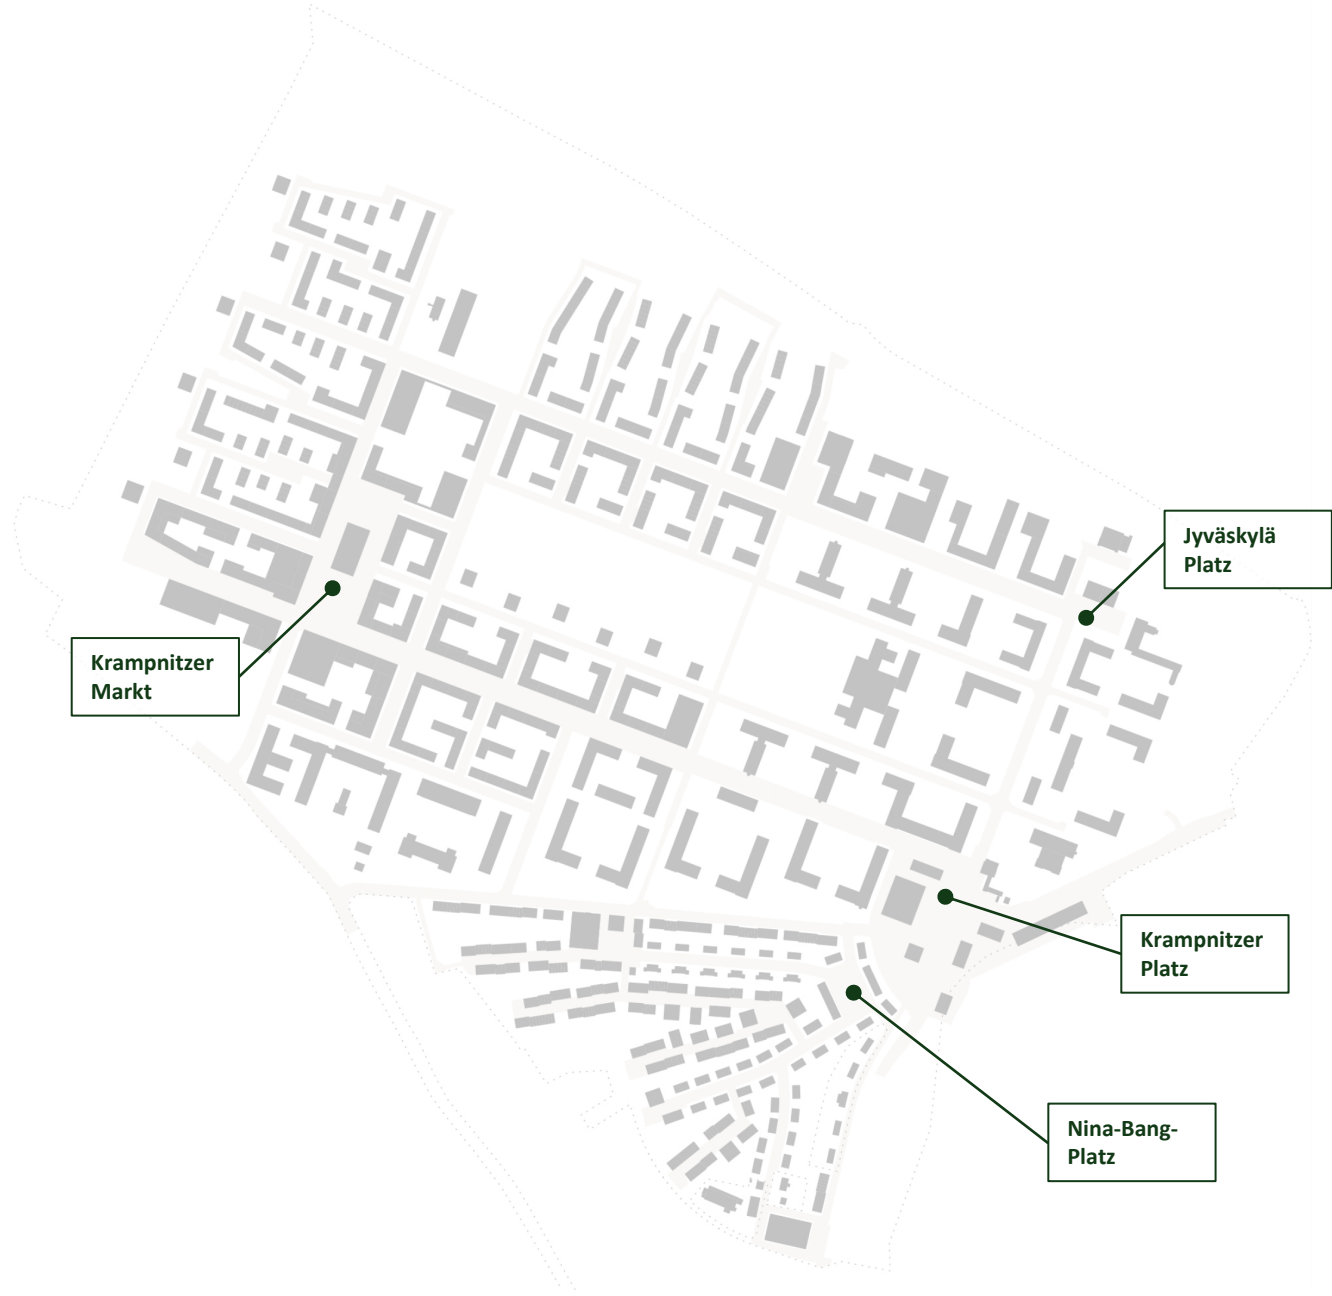 Jyväskylä
Platz
Krampnitzer
Markt
Krampnitzer
Platz
Nina-Bang-
Platz